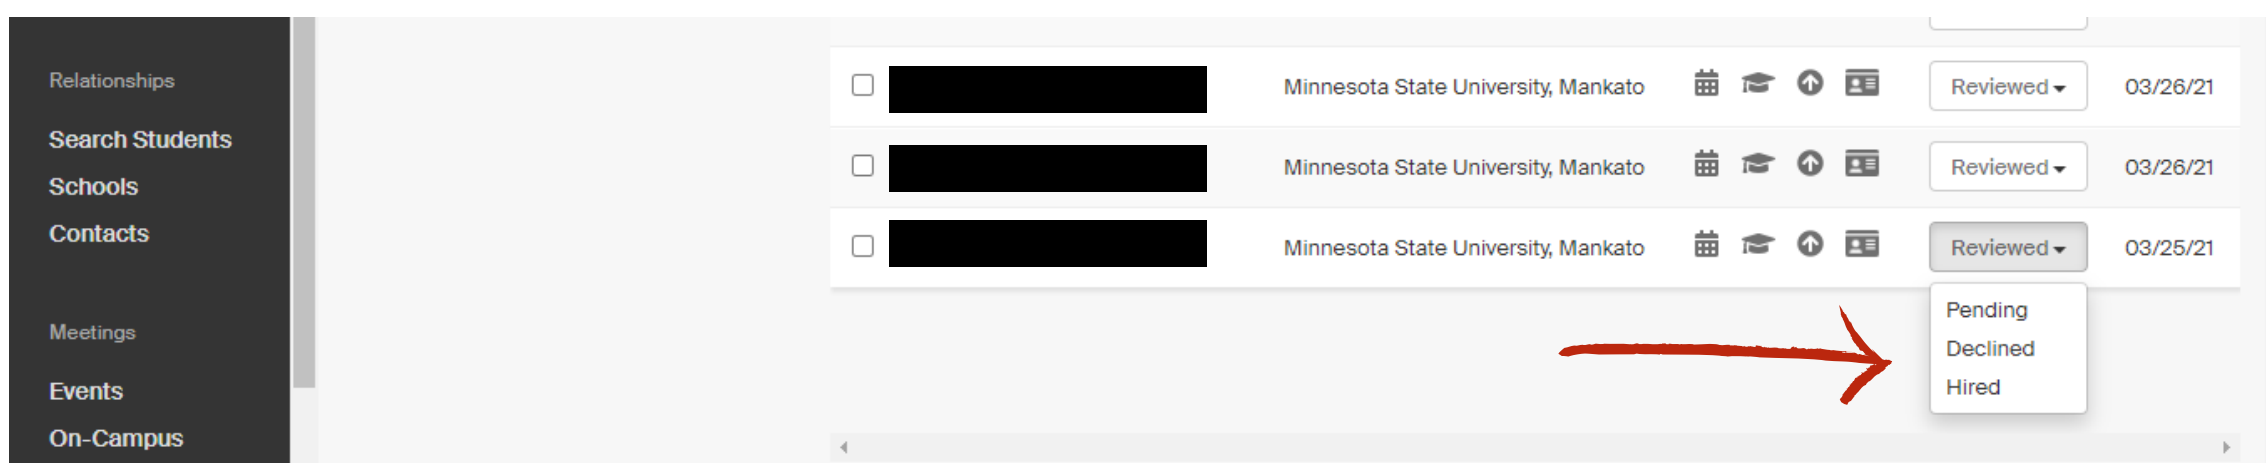 Relationships
Search Students
Schools
Contacts
Meetings
Events
On-Campus
Minnesota State University, Mankato Reviewed 03/26/21
Minnesota State University, Mankato Reviewed 03/26/21
Minnesota State University, Mankato Reviewed 03/25/21
Pending
Declined
Hired